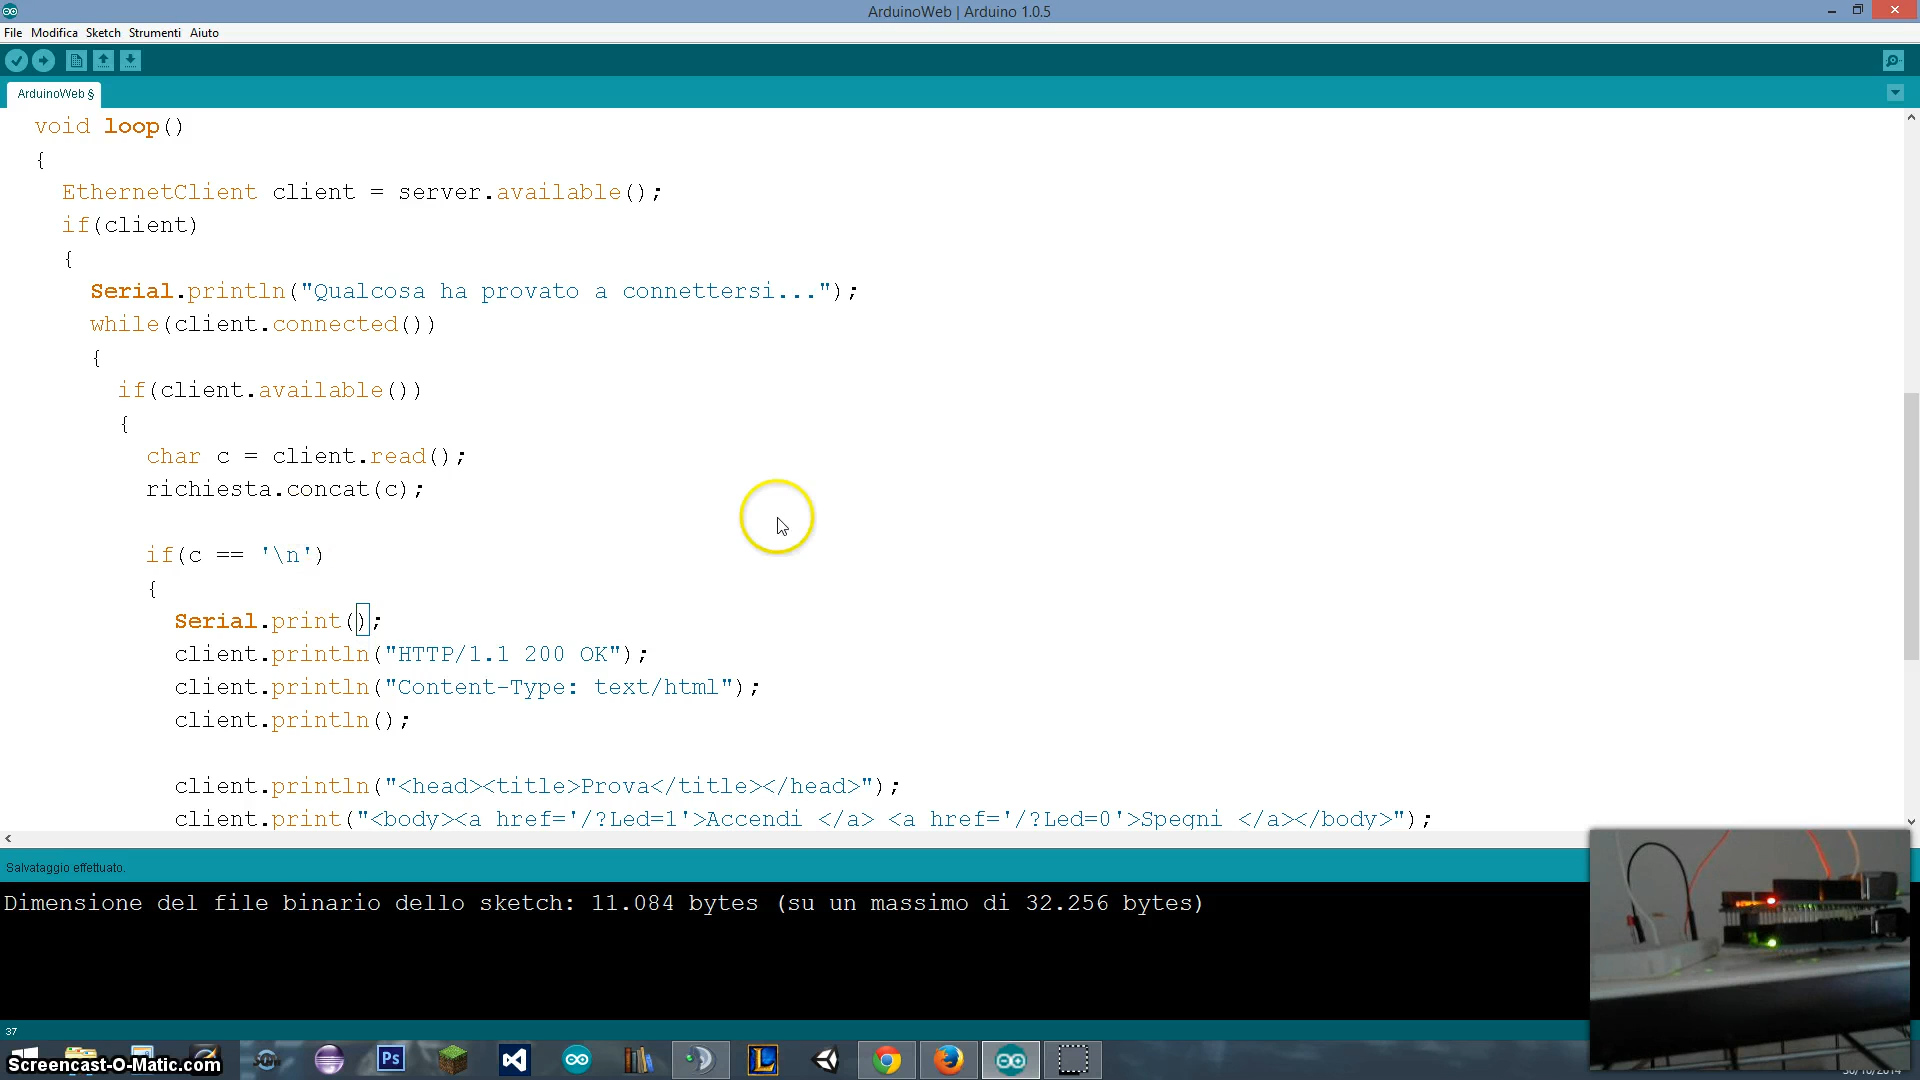 ArduinoWeb | Arduino 1.0.5
File Modifica Sketch Strumenti Aiuto
ArduinoWeb §
void loop()
{
EthernetClient client = server.available();
if(client)
{
Serial.println("Qualcosa ha provato a connettersi...");
while(client.connected())
{
if(client.available())
{
char c = client.read();
richiesta.concat(c);
if(c == '\n')
{
Serial.print();
client.println("HTTP/1.1 200 OK");
client.println("Content-Type: text/html");
client.println();
client.println("<head><title>Prova</title></head>");
client.print("<body><a href='/?Led=1'>Accendi </a> <a href='/?Led=0'>Spegni </a></body>");
Salvataggio effettuato.
Dimensione del file binario dello sketch: 11.084 bytes (su un massimo di 32.256 bytes)
37
Ps
L
Screencast-O-Matic.com
30/10/2014